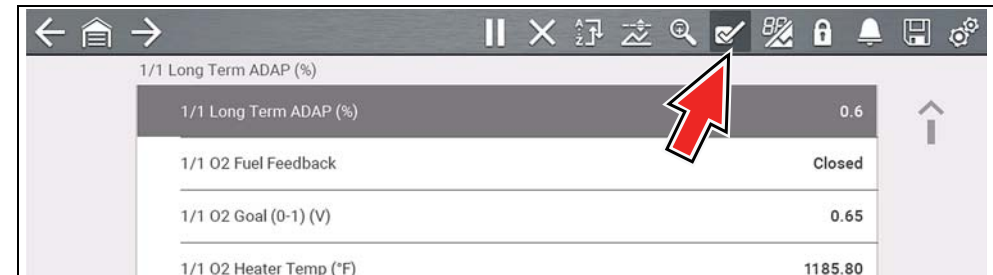 1/1 Long Term ADAP (%)
1/1 Long Term ADAP (%) 0.6
1/1 O2 Fuel Feedback Closed
1/1 O2 Goal (0-1) (V) 0.65
1/1 O2 Heater Temp (°F) 1185.80